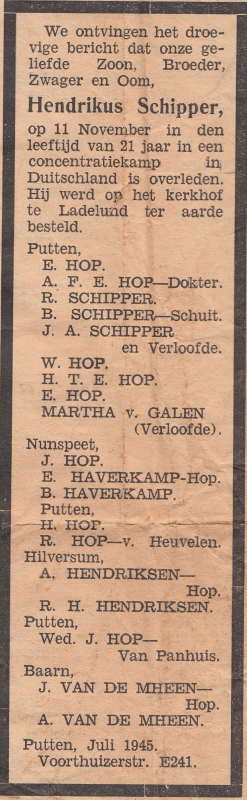 We ontvingen het droe-
vige bericht dat onze ge-
liefde Zoon, Broeder,
Zwager en Oom,
Hendrikus Schipper,
op 11 November in den
leeftijd van 21 jaar in een
concentratiekamp in
Duitschland is overleden.
Hij werd op het kerkhof
te Ladelund ter aarde
besteld.
Putten,
E. HOP.
A. F. E. HOP—Dokter.
R. SCHIPPER.
B. SCHIPPER—Schuit.
J. A. SCHIPPER
en Verloofde.
W. HOP.
H. T. E. HOP.
E. HOP.
MARTHA v. GALEN
(Verloofde).
Nunspeet,
J. HOP.
E. HAVERKAMP-Hop.
B. HAVERKAMP.
Putten,
H. HOP.
R. HOP—v. Heuvelen.
Hilversum,
A. HENDRIKSEN—
Hop.
R. H. HENDRIKSEN.
Putten,
Wed. J. HOP—
Van Panhuis.
Baarn,
J. VAN DE MHEEN—
Hop.
A. VAN DE MHEEN.
Putten, Juli 1945.
Voorthuizerstr. E241.